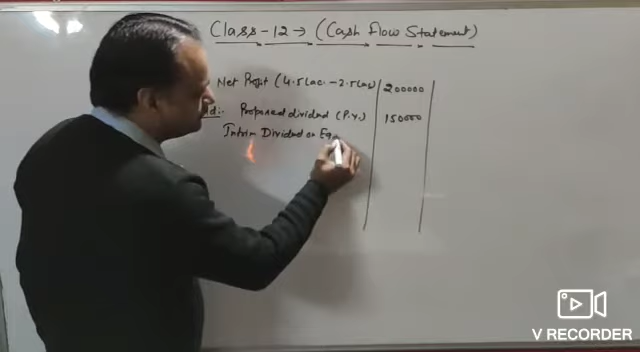 Class-12 → (Cash flow Statement)
Net Profit (4.5 Lac - 2.5 Lac) 200000
d:- Proposed dividend (P.Y.) 150000
Interim Dividend on Eq
V RECORDER